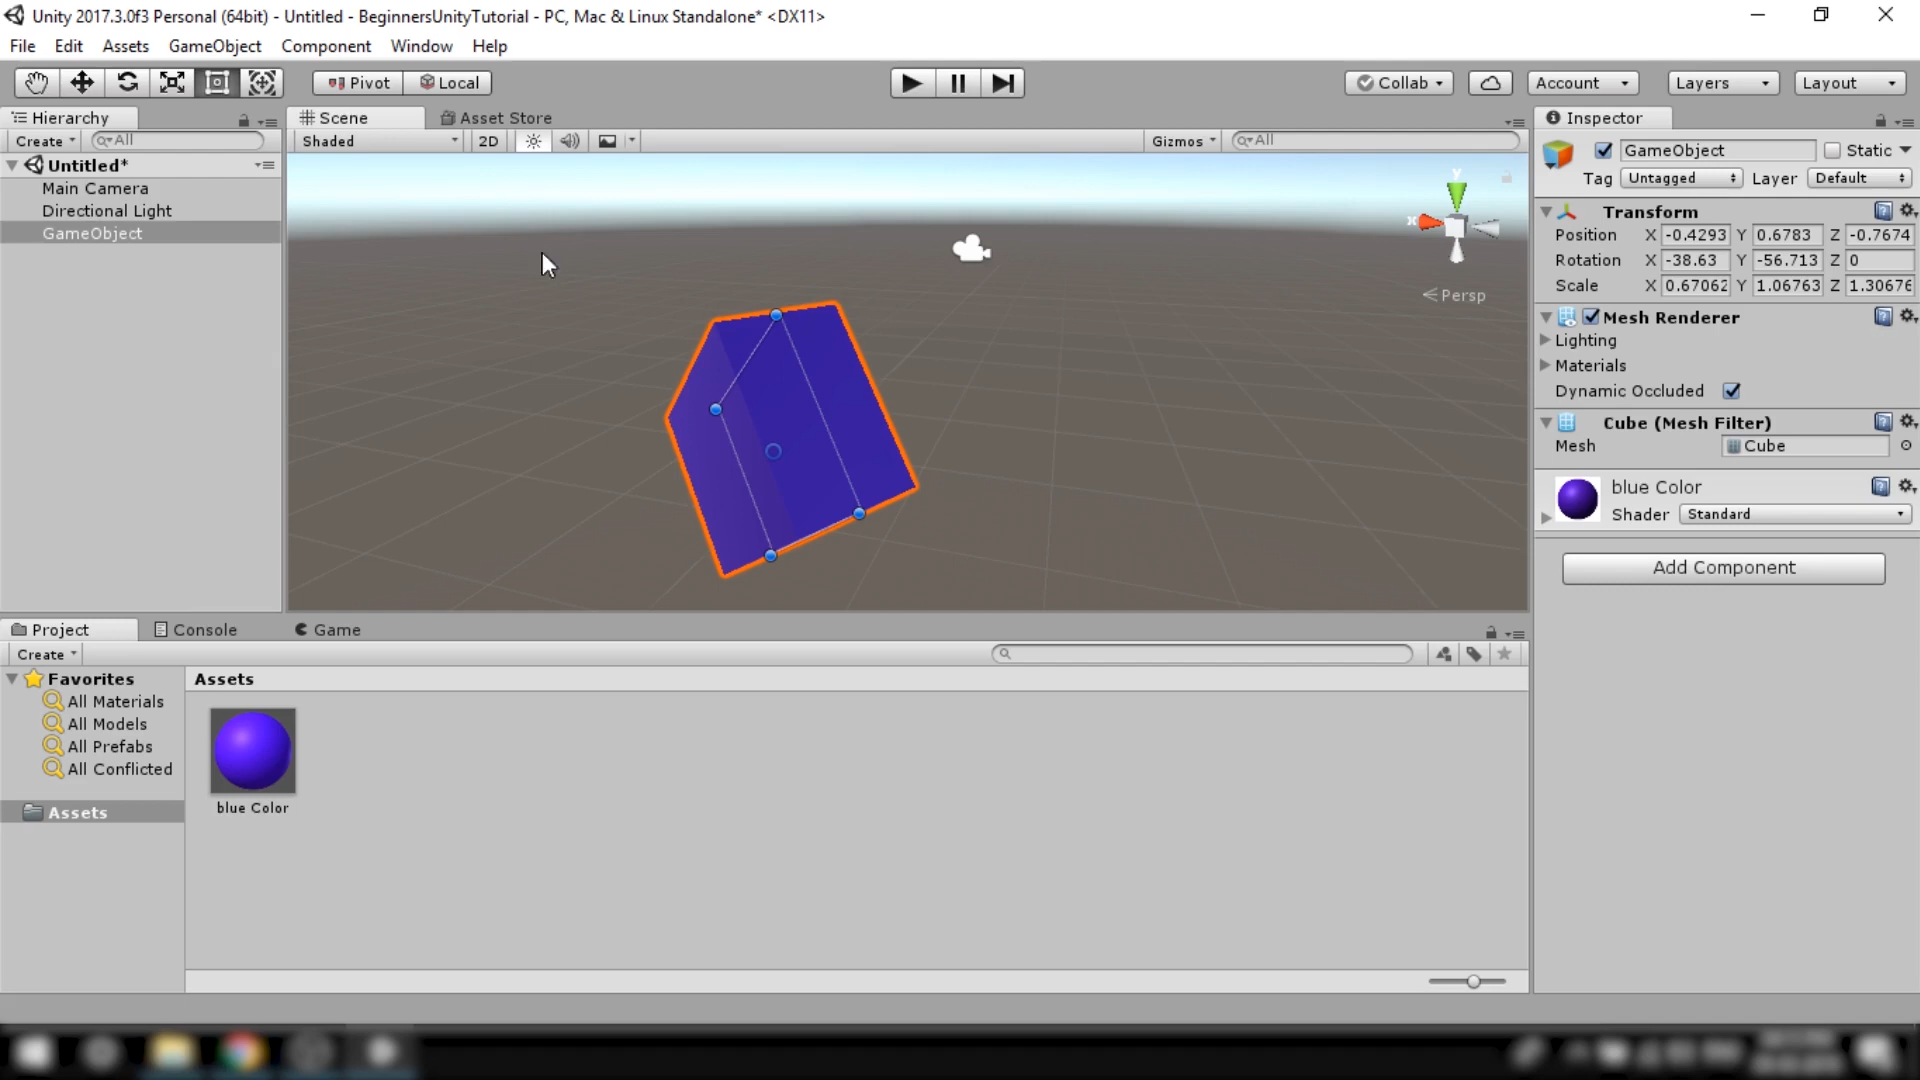 Unity 2017.3.0f3 Personal (64bit) - Untitled - BeginnersUnityTutorial - PC, Mac & Linux Standalone* <DX11>
File Edit Assets GameObject Component Window Help
Pivot Local Collab Account Layers Layout
Hierarchy
Create All
Untitled*
Main Camera
Directional Light
GameObject
Scene Asset Store
Shaded 2D Gizmos All
y
x
Persp
Inspector
GameObject Static
Tag Untagged Layer Default
Transform
Position X -0.4293 Y 0.6783 Z -0.7674
Rotation X -38.63 Y -56.713 Z 0
Scale X 0.67062 Y 1.06763 Z 1.30676
Mesh Renderer
Lighting
Materials
Dynamic Occluded
Cube (Mesh Filter)
Mesh Cube
blue Color
Shader Standard
Add Component
Project Console Game
Create
Favorites
All Materials
All Models
All Prefabs
All Conflicted
Assets
Assets
blue Color